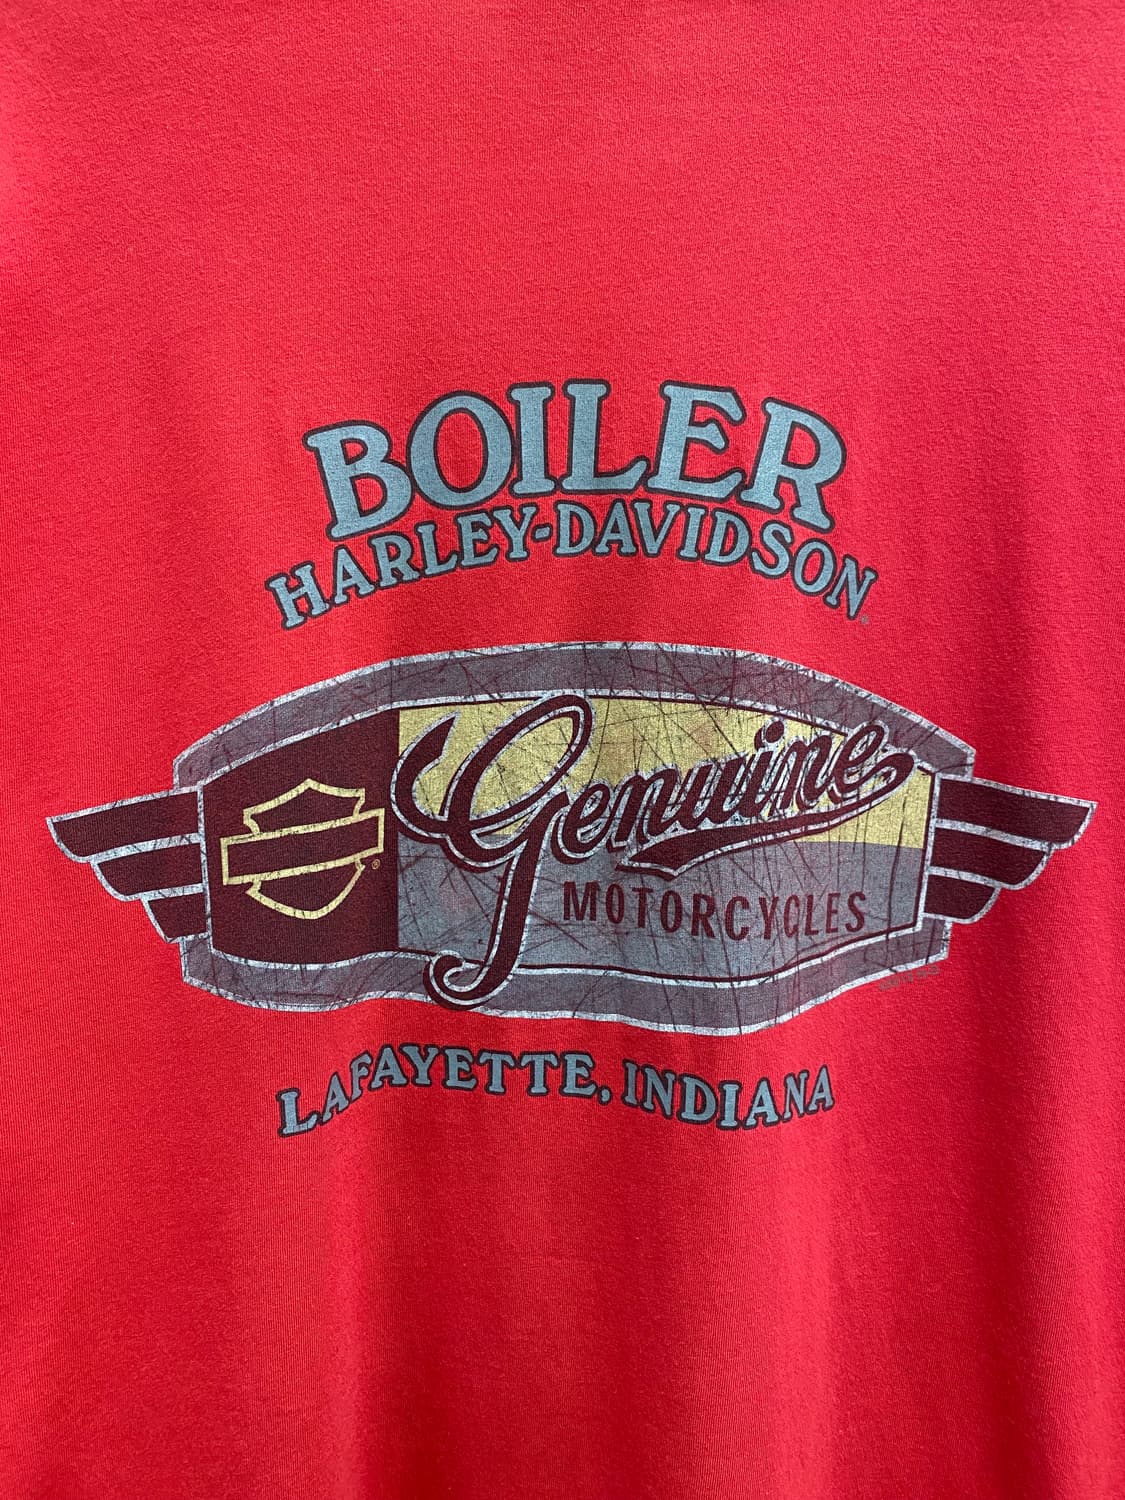 BOILER
HARLEY-DAVIDSON®
®
Genuine
MOTORCYCLES
LAFAYETTE, INDIANA